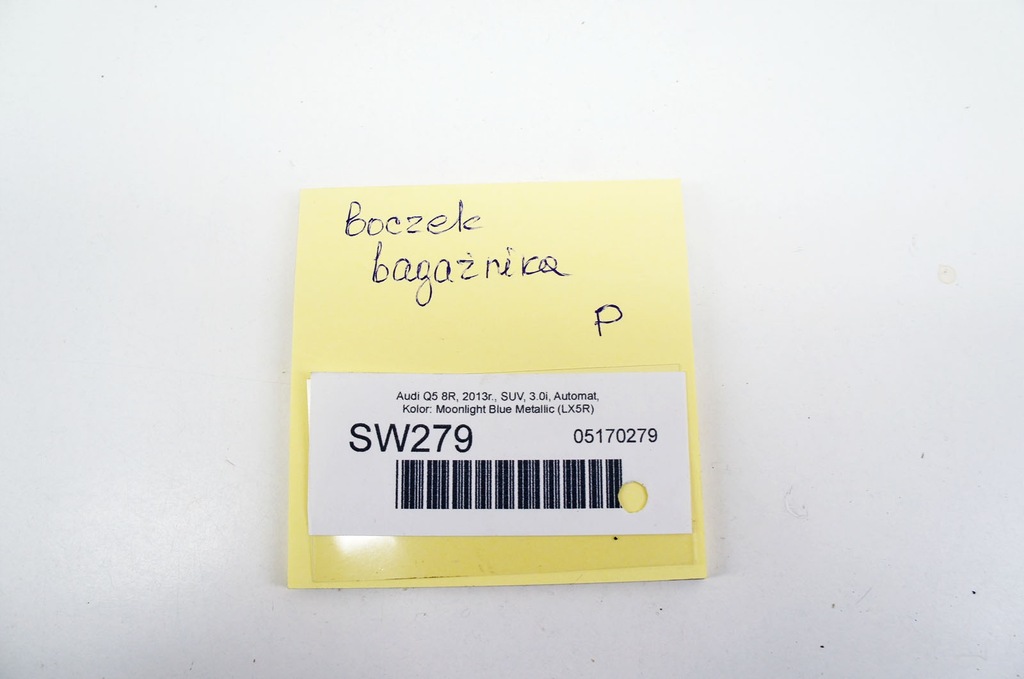 Boczek
bagażnika
P
Audi Q5 8R, 2013r., SUV, 3.0i, Automat,
Kolor: Moonlight Blue Metallic (LX5R)
SW279 05170279